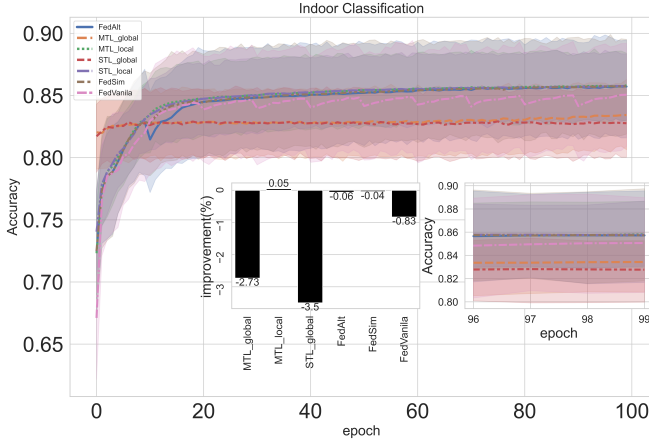 Indoor Classification
0.90
0.85
0.80
0.75
0.70
0.65
Accuracy
FedAlt
MTL_global
MTL_local
STL_global
STL_local
FedSim
FedVanila
0 20 40 60 80 100
epoch
improvement(%)
0
−1
−2
−3
0.05
-0.06 -0.04
-0.83
-2.73
-3.5
MTL_global
MTL_local
STL_global
FedAlt
FedSim
FedVanila
Accuracy
0.90
0.88
0.86
0.84
0.82
0.80
96 97 98 99
epoch